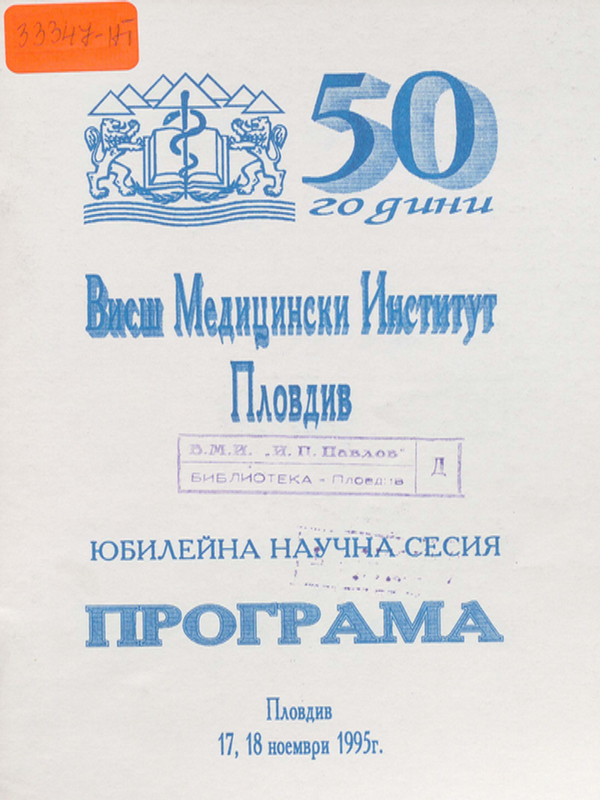 33347-НТ
50
години
Висш Медицински Институт
Пловдив
В.М.И. „И. П. Павлов“
БИБЛИОТЕКА - Пловдив
Д
ЮБИЛЕЙНА НАУЧНА СЕСИЯ
ПРОГРАМА
Пловдив
17, 18 ноември 1995г.